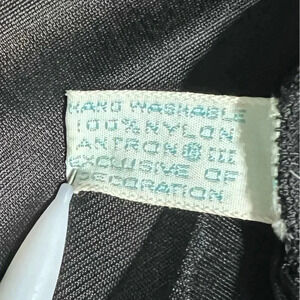 HAND WASHABLE
100% NYLON
ANTRON ® III
EXCLUSIVE OF
DECORATION